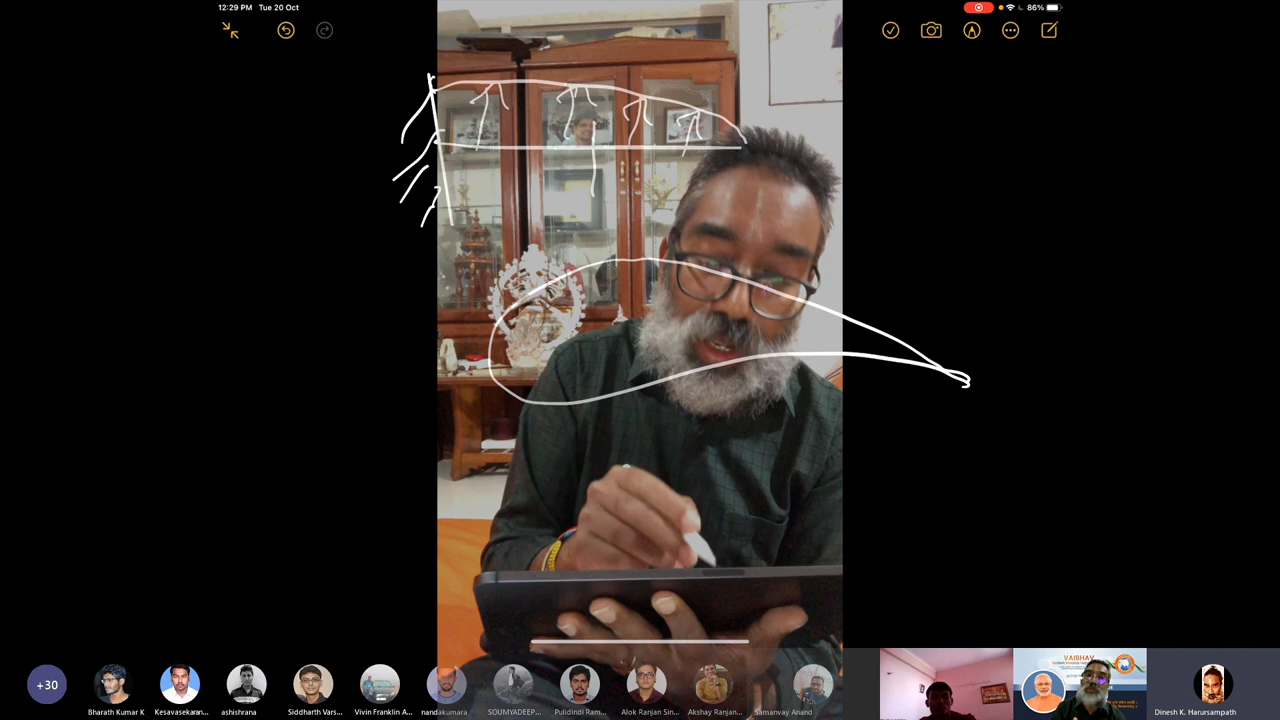 12:29 PM Tue 20 Oct
86%
VAIBHAV
+30
Bharath Kumar K
Kesavasekaran...
ashishrana
Siddharth Vars...
Vivin Franklin A...
nandakumara
SOUMYADEEP...
Pulidindi Ram...
Alok Ranjan Sin...
Akshay Ranjan...
Samanvay Anand
Dinesh K. Harursampath